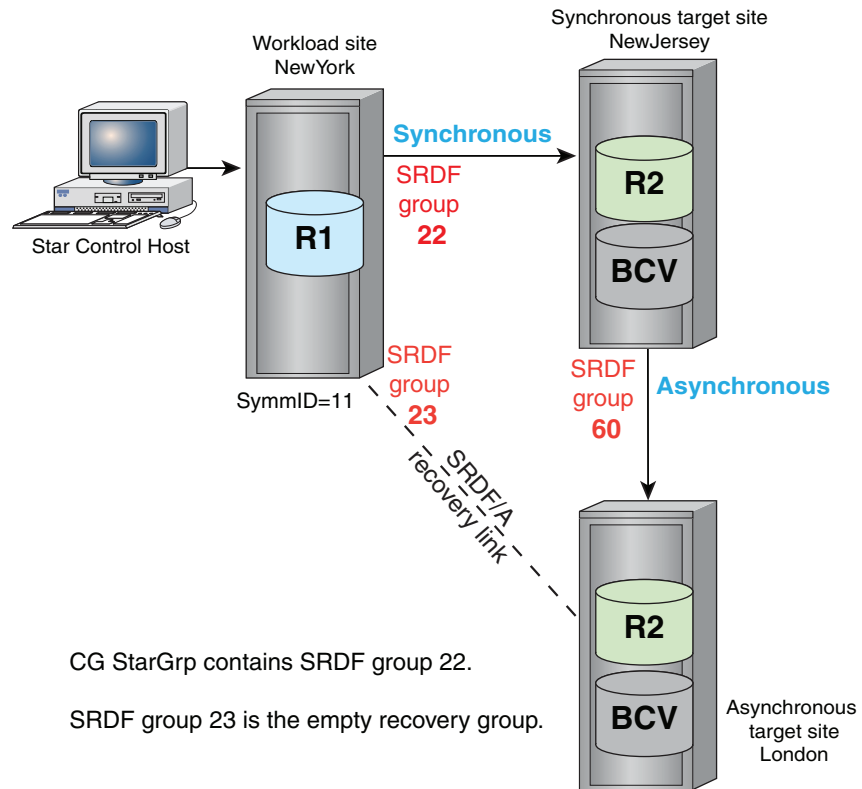 Synchronous target site
NewJersey
Workload site
NewYork
Synchronous
SRDF
group
22
R1
R2
BCV
Star Control Host
SymmID=11
SRDF
group
23
SRDF
group
60
Asynchronous
SRDF/A
recovery link
R2
BCV
CG StarGrp contains SRDF group 22.
SRDF group 23 is the empty recovery group.
Asynchronous
target site
London